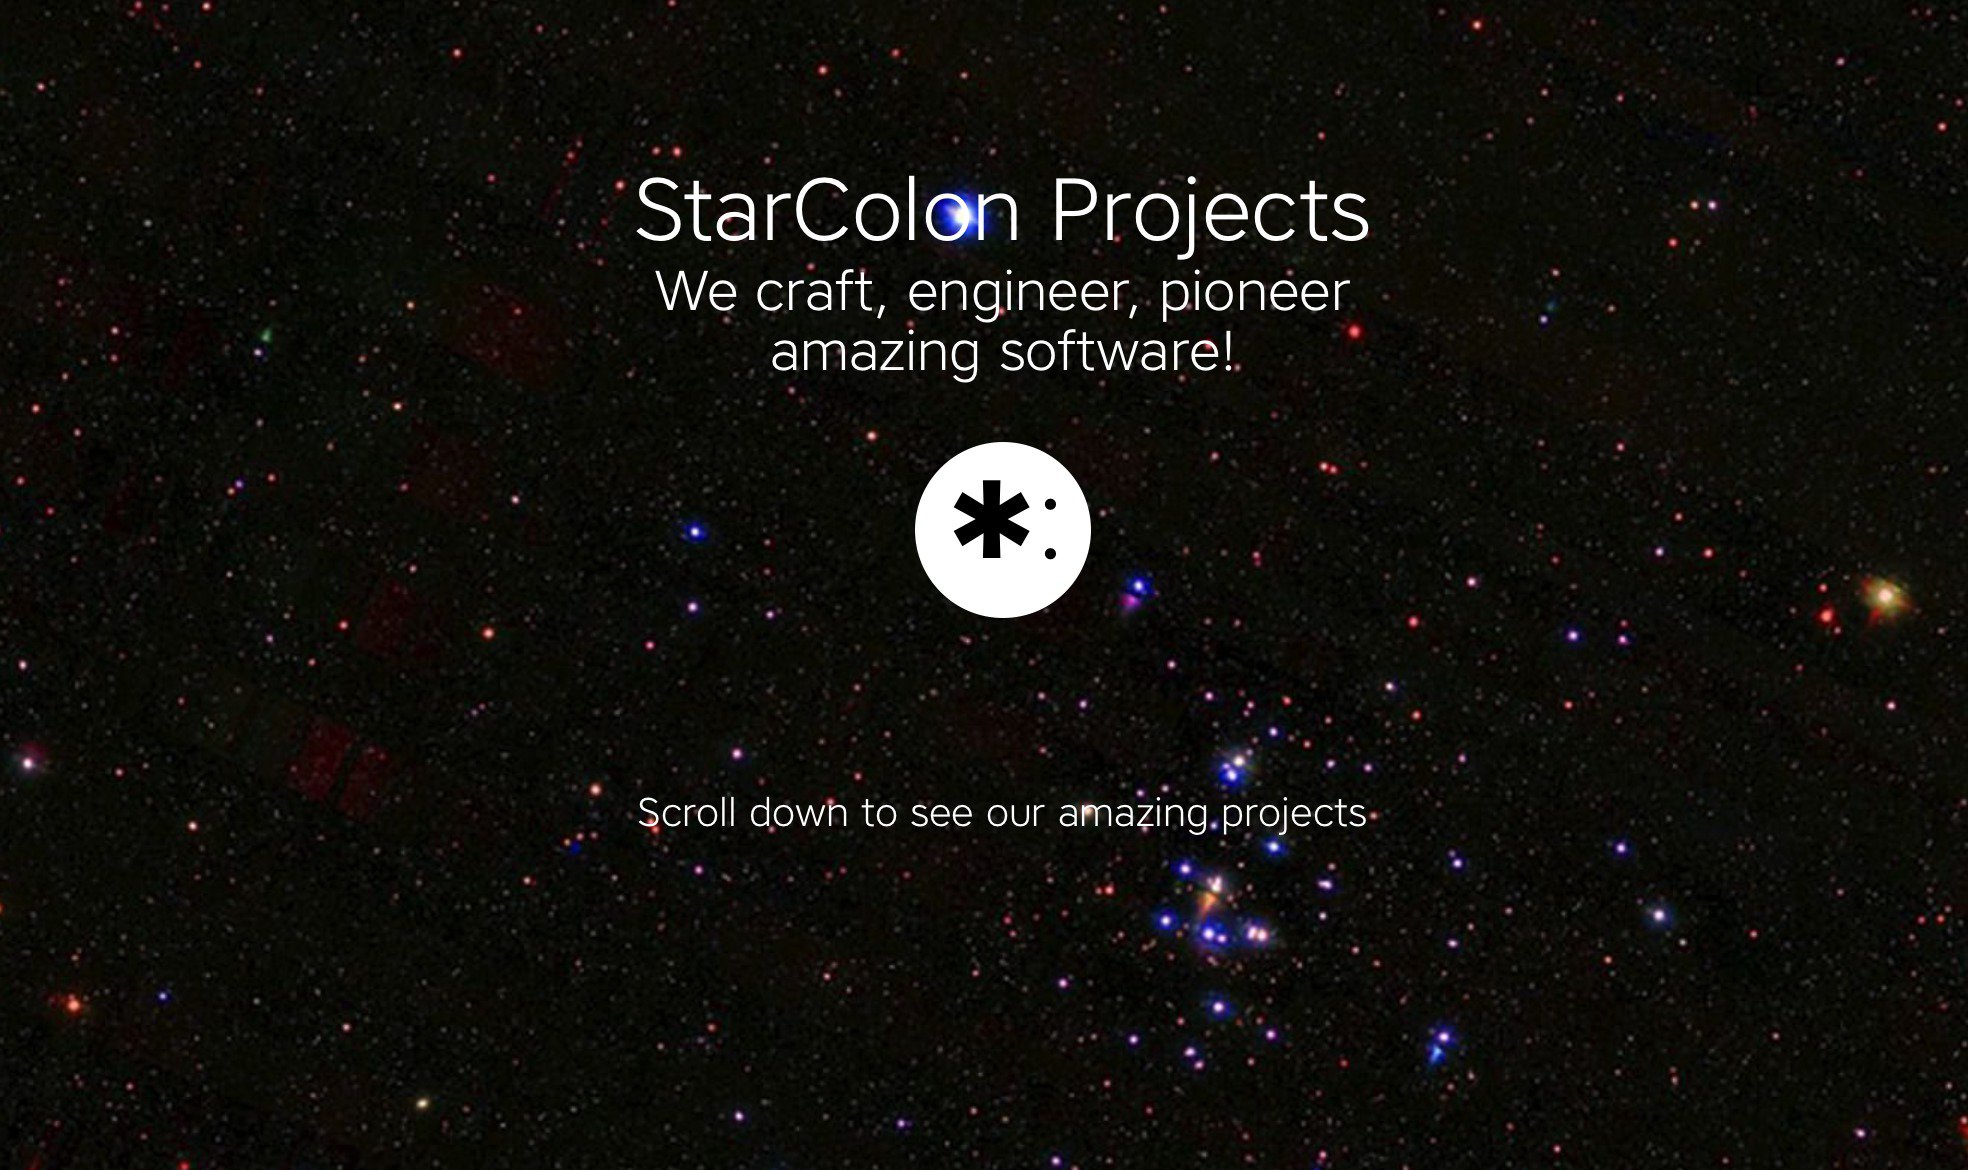 StarColon Projects
We craft, engineer, pioneer
amazing software!
*:
Scroll down to see our amazing projects